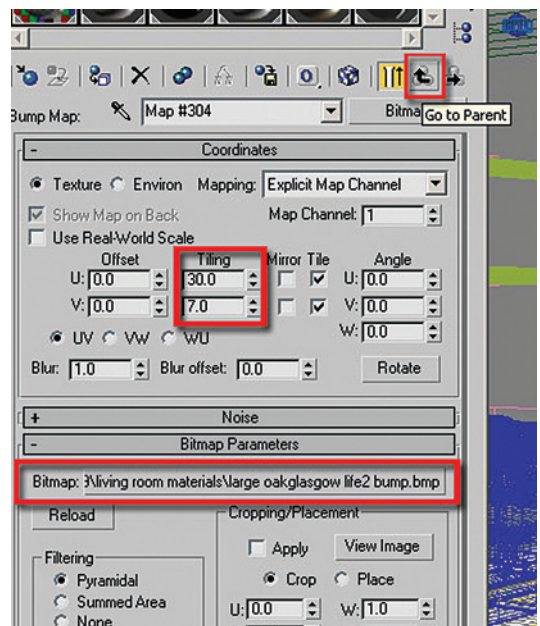 Bump Map: Map #304 Bitma
Go to Parent
- Coordinates
Texture Environ Mapping: Explicit Map Channel
Show Map on Back Map Channel: 1
Use Real-World Scale
Offset Tiling Mirror Tile Angle
U: 0.0 30.0 U: 0.0
V: 0.0 7.0 V: 0.0
UV VW WU W: 0.0
Blur: 1.0 Blur offset: 0.0 Rotate
+ Noise
- Bitmap Parameters
Bitmap: 3\living room materials\large oakglasgow life2 bump.bmp
Reload Cropping/Placement
Apply View Image
Filtering
Pyramidal Crop Place
Summed Area U: 0.0 W: 1.0
None